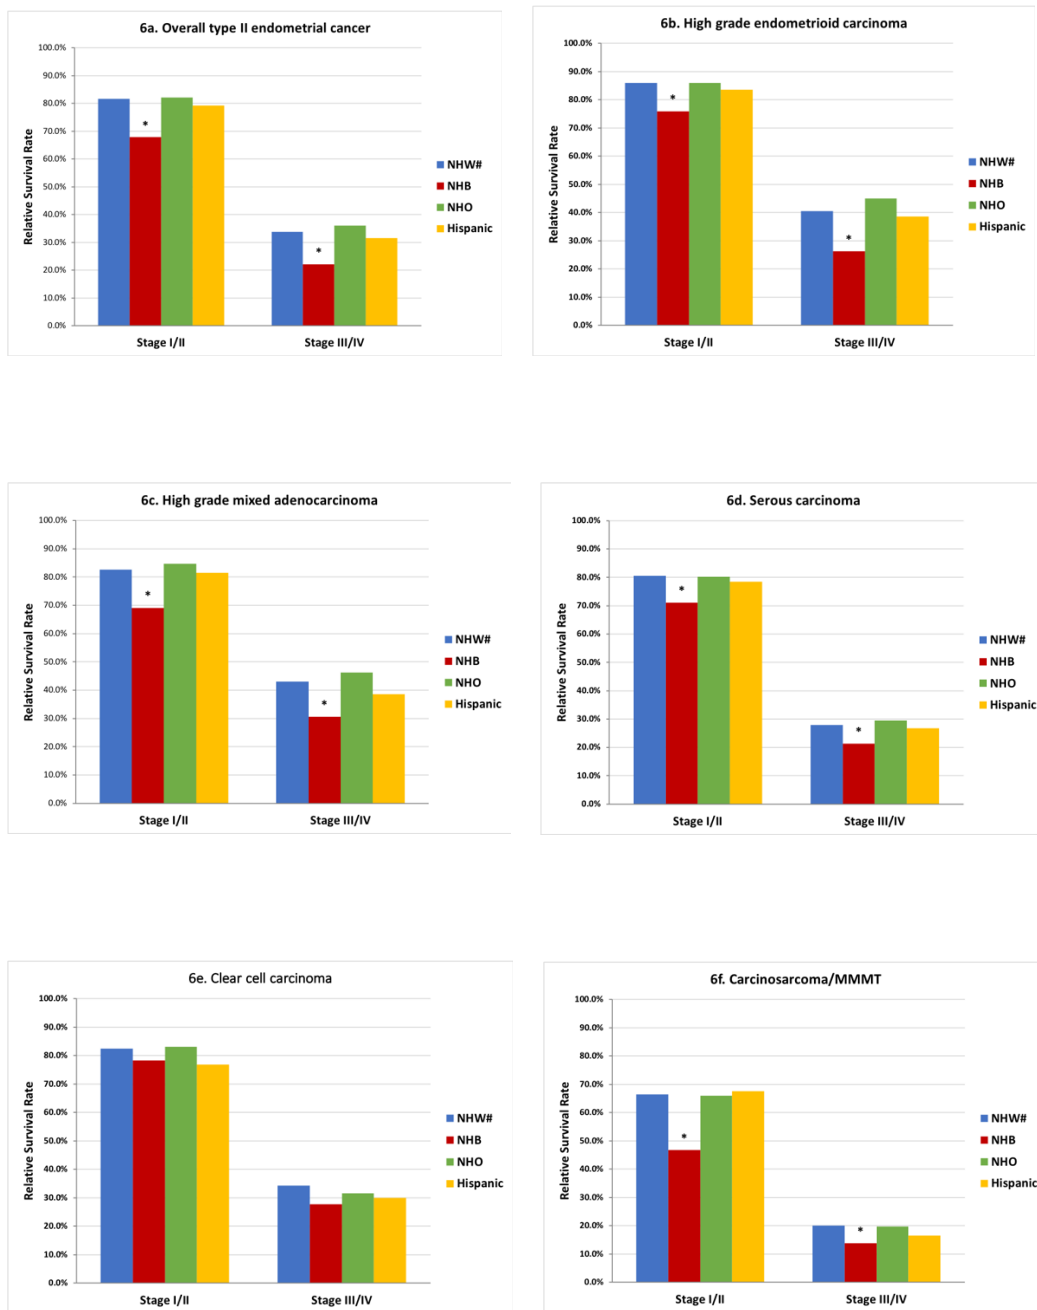 6a. Overall type II endometrial cancer
100.0%
90.0%
80.0%
70.0%
60.0%
50.0%
40.0%
30.0%
20.0%
10.0%
0.0%
Relative Survival Rate
*
*
Stage I/II
Stage III/IV
NHW#
NHB
NHO
Hispanic
6b. High grade endometrioid carcinoma
100.0%
90.0%
80.0%
70.0%
60.0%
50.0%
40.0%
30.0%
20.0%
10.0%
0.0%
Relative Survival Rate
*
*
Stage I/II
Stage III/IV
NHW#
NHB
NHO
Hispanic
6c. High grade mixed adenocarcinoma
100.0%
90.0%
80.0%
70.0%
60.0%
50.0%
40.0%
30.0%
20.0%
10.0%
0.0%
Relative Survival Rate
*
*
Stage I/II
Stage III/IV
NHW#
NHB
NHO
Hispanic
6d. Serous carcinoma
100.0%
90.0%
80.0%
70.0%
60.0%
50.0%
40.0%
30.0%
20.0%
10.0%
0.0%
Relative Survival Rate
*
*
Stage I/II
Stage III/IV
NHW#
NHB
NHO
Hispanic
6e. Clear cell carcinoma
100.0%
90.0%
80.0%
70.0%
60.0%
50.0%
40.0%
30.0%
20.0%
10.0%
0.0%
Relative Survival Rate
Stage I/II
Stage III/IV
NHW#
NHB
NHO
Hispanic
6f. Carcinosarcoma/MMMT
100.0%
90.0%
80.0%
70.0%
60.0%
50.0%
40.0%
30.0%
20.0%
10.0%
0.0%
Relative Survival Rate
*
*
Stage I/II
Stage III/IV
NHW#
NHB
NHO
Hispanic